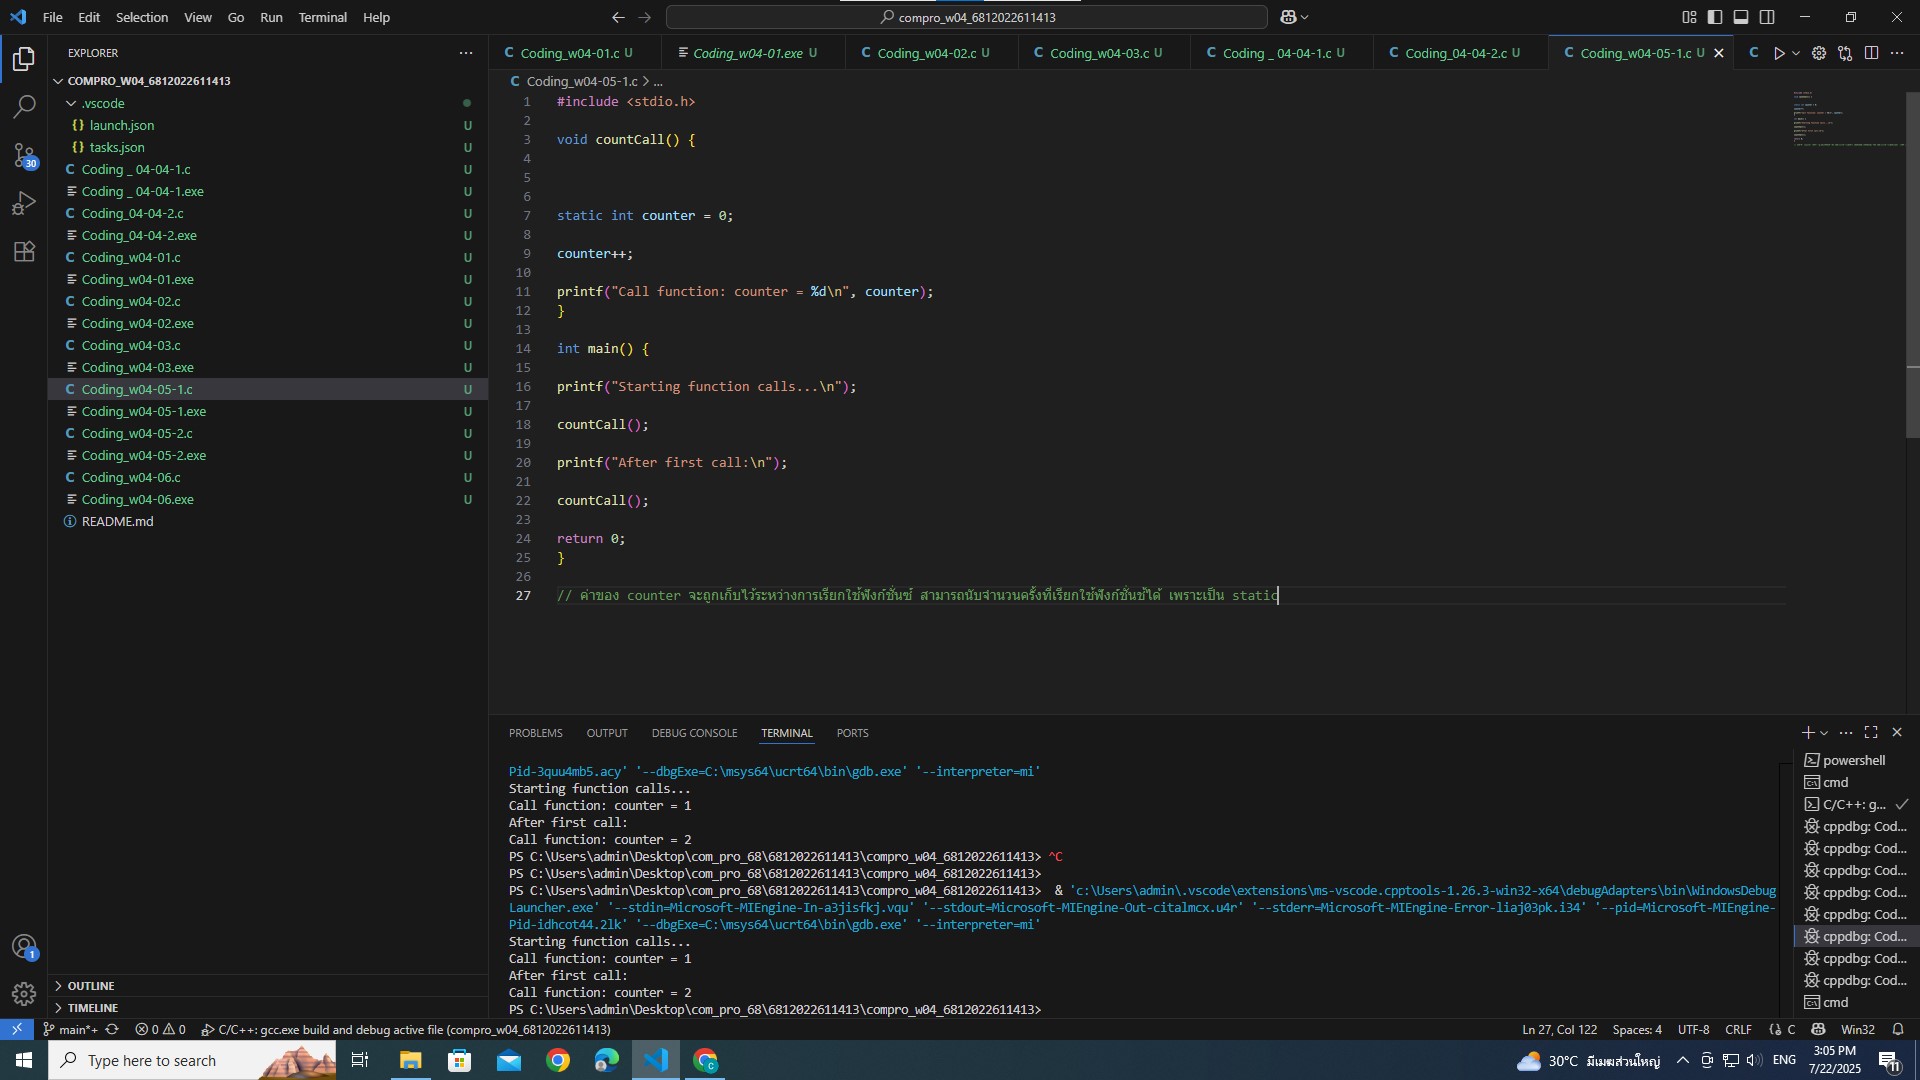 File Edit Selection View Go Run Terminal Help
compro_w04_6812022611413
EXPLORER
COMPRO_W04_6812022611413
.vscode
launch.json U
tasks.json U
Coding _ 04-04-1.c U
Coding _ 04-04-1.exe U
Coding_04-04-2.c U
Coding_04-04-2.exe U
Coding_w04-01.c U
Coding_w04-01.exe U
Coding_w04-02.c U
Coding_w04-02.exe U
Coding_w04-03.c U
Coding_w04-03.exe U
Coding_w04-05-1.c U
Coding_w04-05-1.exe U
Coding_w04-05-2.c U
Coding_w04-05-2.exe U
Coding_w04-06.c U
Coding_w04-06.exe U
README.md
OUTLINE
TIMELINE
30
1
Coding_w04-01.c U Coding_w04-01.exe U Coding_w04-02.c U Coding_w04-03.c U Coding _ 04-04-1.c U Coding_04-04-2.c U Coding_w04-05-1.c U
Coding_w04-05-1.c > ...
1 #include <stdio.h>
2
3 void countCall() {
4
5
6
7 static int counter = 0;
8
9 counter++;
10
11 printf("Call function: counter = %d\n", counter);
12 }
13
14 int main() {
15
16 printf("Starting function calls...\n");
17
18 countCall();
19
20 printf("After first call:\n");
21
22 countCall();
23
24 return 0;
25 }
26
27 // ค่าของ counter จะถูกเก็บไว้ระหว่างการเรียกใช้ฟังก์ชั่นซ์ สามารถนับจำนวนครั้งที่เรียกใช้ฟังก์ชั่นซ์ได้ เพราะเป็น static
PROBLEMS OUTPUT DEBUG CONSOLE TERMINAL PORTS
Pid-3quu4mb5.acy' '--dbgExe=C:\msys64\ucrt64\bin\gdb.exe' '--interpreter=mi'
Starting function calls...
Call function: counter = 1
After first call:
Call function: counter = 2
PS C:\Users\admin\Desktop\com_pro_68\6812022611413\compro_w04_6812022611413> ^C
PS C:\Users\admin\Desktop\com_pro_68\6812022611413\compro_w04_6812022611413>
PS C:\Users\admin\Desktop\com_pro_68\6812022611413\compro_w04_6812022611413> & 'c:\Users\admin\.vscode\extensions\ms-vscode.cpptools-1.26.3-win32-x64\debugAdapters\bin\WindowsDebug
Launcher.exe' '--stdin=Microsoft-MIEngine-In-a3jisfkj.vqu' '--stdout=Microsoft-MIEngine-Out-citalmcx.u4r' '--stderr=Microsoft-MIEngine-Error-liaj03pk.i34' '--pid=Microsoft-MIEngine-
Pid-idhcot44.2lk' '--dbgExe=C:\msys64\ucrt64\bin\gdb.exe' '--interpreter=mi'
Starting function calls...
Call function: counter = 1
After first call:
Call function: counter = 2
PS C:\Users\admin\Desktop\com_pro_68\6812022611413\compro_w04_6812022611413>
powershell
cmd
C/C++: g...
cppdbg: Cod...
cppdbg: Cod...
cppdbg: Cod...
cppdbg: Cod...
cppdbg: Cod...
cppdbg: Cod...
cppdbg: Cod...
cppdbg: Cod...
cmd
main*+ 0 0 C/C++: gcc.exe build and debug active file (compro_w04_6812022611413) Ln 27, Col 122 Spaces: 4 UTF-8 CRLF C Win32
Type here to search 30°C มีเมฆส่วนใหญ่ ENG 3:05 PM
7/22/2025
11